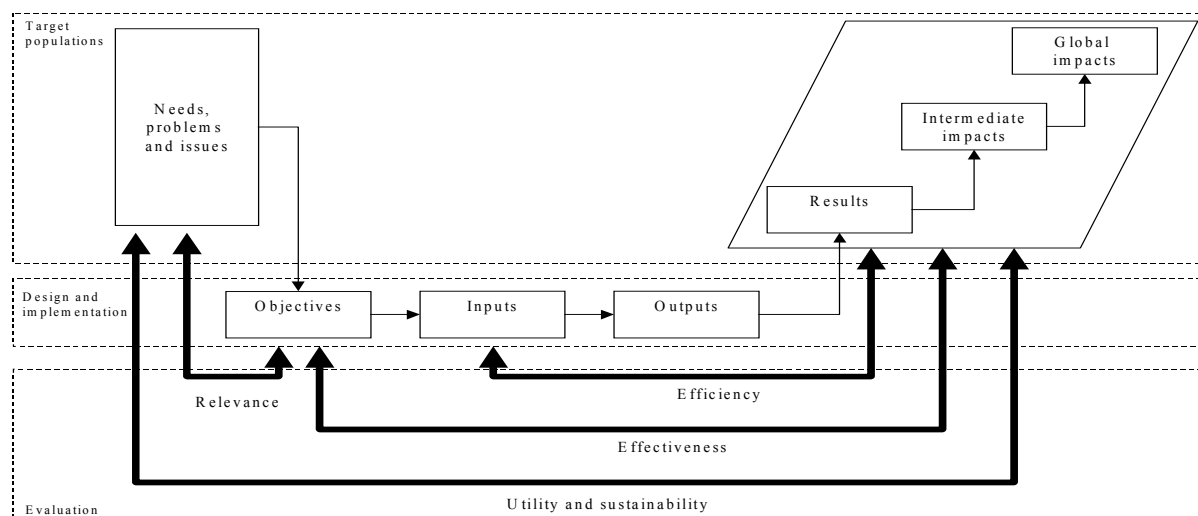 Target
populations
Needs,
problems
and issues
Global
impacts
Intermediate
impacts
Results
Design and
implementation
Objectives
Inputs
Outputs
Relevance
Efficiency
Effectiveness
Utility and sustainability
Evaluation